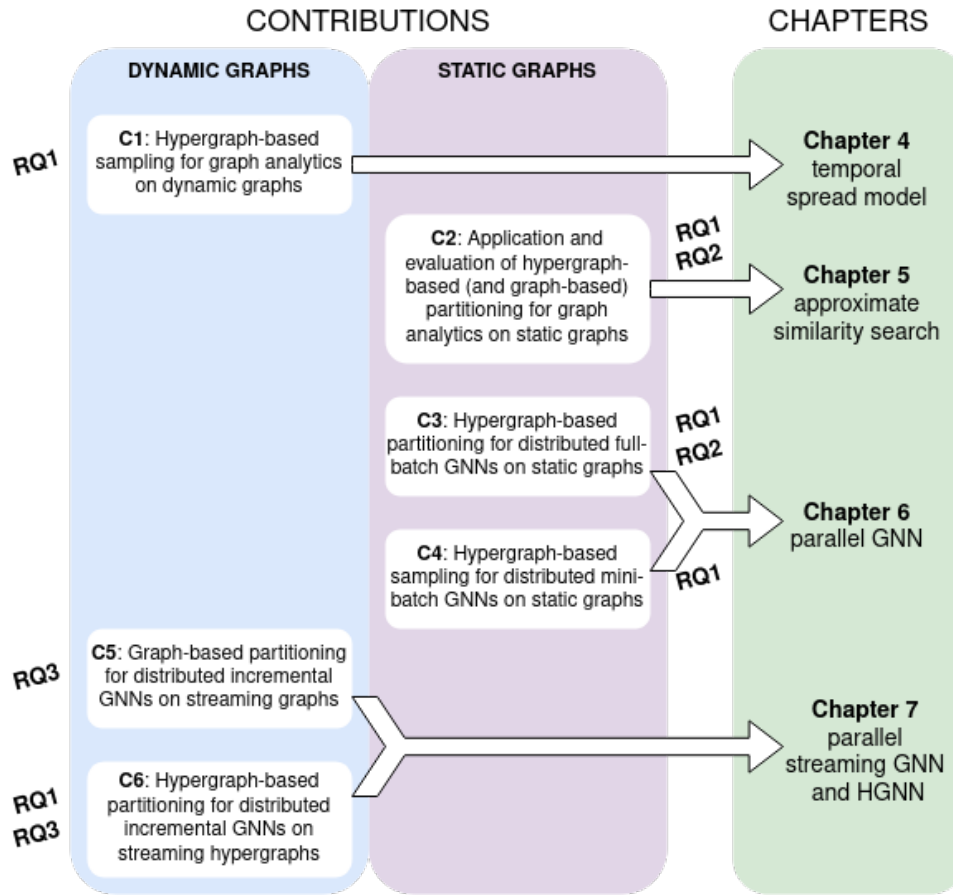 CONTRIBUTIONS
CHAPTERS
DYNAMIC GRAPHS
STATIC GRAPHS
RQ1
C1: Hypergraph-based
sampling for graph analytics
on dynamic graphs
Chapter 4
temporal
spread model
C2: Application and
evaluation of hypergraph-
based (and graph-based)
partitioning for graph
analytics on static graphs
RQ1
RQ2
Chapter 5
approximate
similarity search
C3: Hypergraph-based
partitioning for distributed full-
batch GNNs on static graphs
RQ1
RQ2
C4: Hypergraph-based
sampling for distributed mini-
batch GNNs on static graphs
RQ1
Chapter 6
parallel GNN
RQ3
C5: Graph-based partitioning
for distributed incremental
GNNs on streaming graphs
RQ1
RQ3
C6: Hypergraph-based
partitioning for distributed
incremental GNNs on
streaming hypergraphs
Chapter 7
parallel
streaming GNN
and HGNN